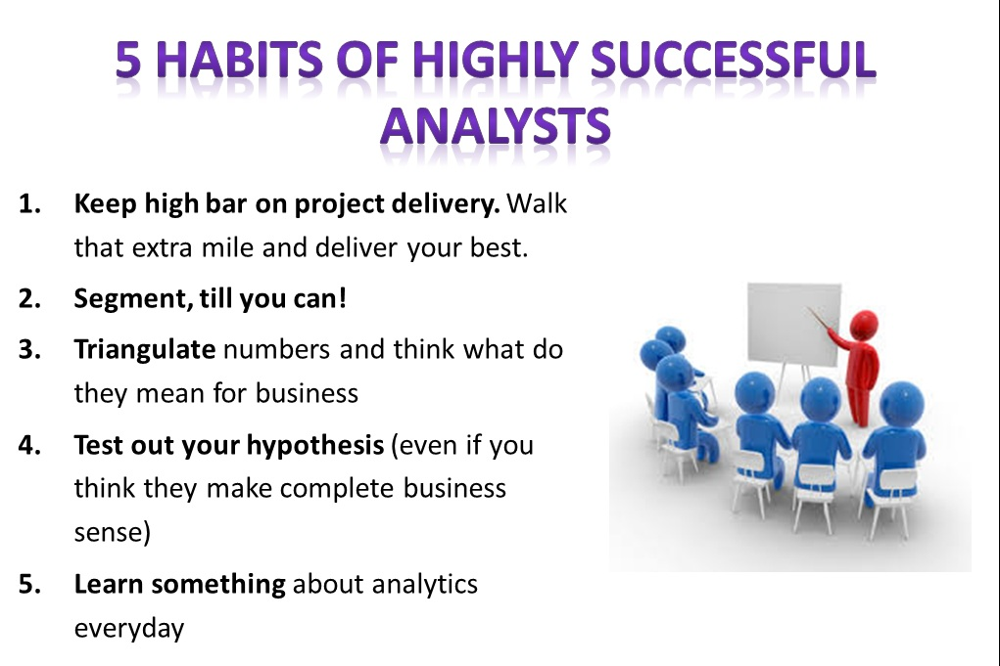 5 HABITS OF HIGHLY SUCCESSFUL
ANALYSTS
1. Keep high bar on project delivery. Walk
that extra mile and deliver your best.
2. Segment, till you can!
3. Triangulate numbers and think what do
they mean for business
4. Test out your hypothesis (even if you
think they make complete business
sense)
5. Learn something about analytics
everyday